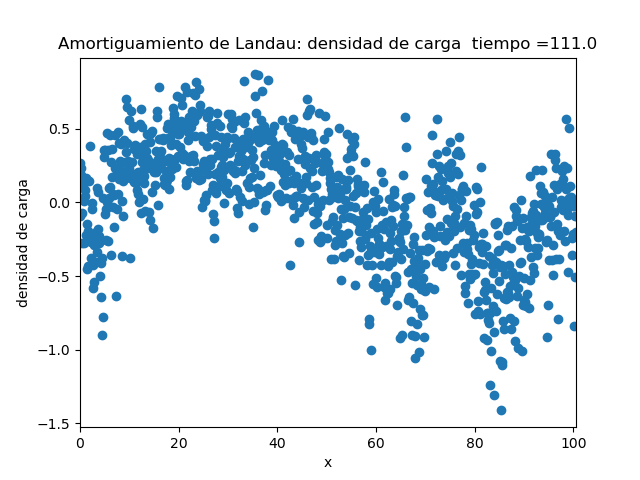 Amortiguamiento de Landau: densidad de carga  tiempo =111.0
0.5
0.0
−0.5
−1.0
−1.5
densidad de carga
0 20 40 60 80 100
x